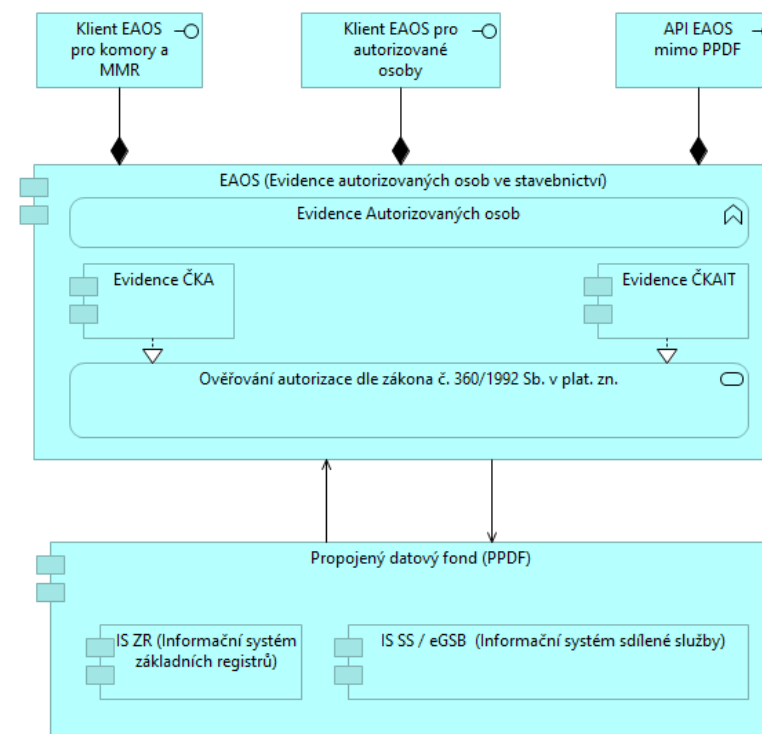 Klient EAOS
pro komory a
MMR
Klient EAOS pro
autorizované
osoby
API EAOS
mimo PPDF
EAOS (Evidence autorizovaných osob ve stavebnictví)
Evidence Autorizovaných osob
Evidence ČKA
Evidence ČKAIT
Ověřování autorizace dle zákona č. 360/1992 Sb. v plat. zn.
Propojený datový fond (PPDF)
IS ZR (Informační systém
základních registrů)
IS SS / eGSB  (Informační systém sdílené služby)